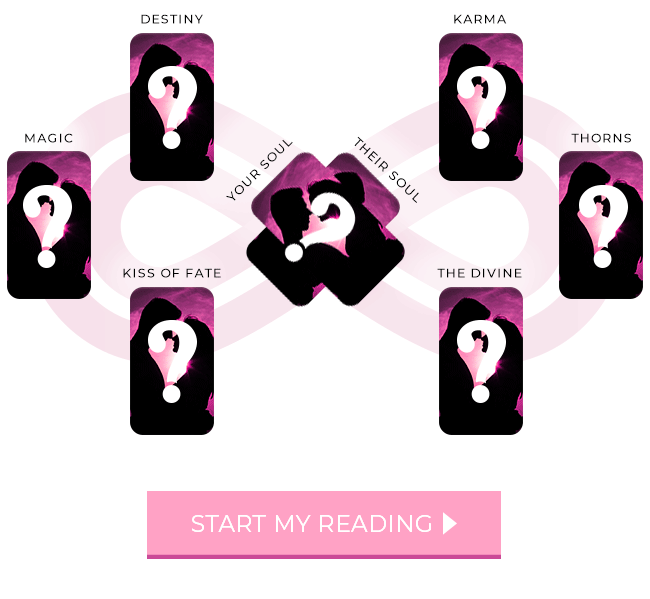 DESTINY
KARMA
MAGIC
YOUR SOUL
THEIR SOUL
THORNS
KISS OF FATE
THE DIVINE
START MY READING